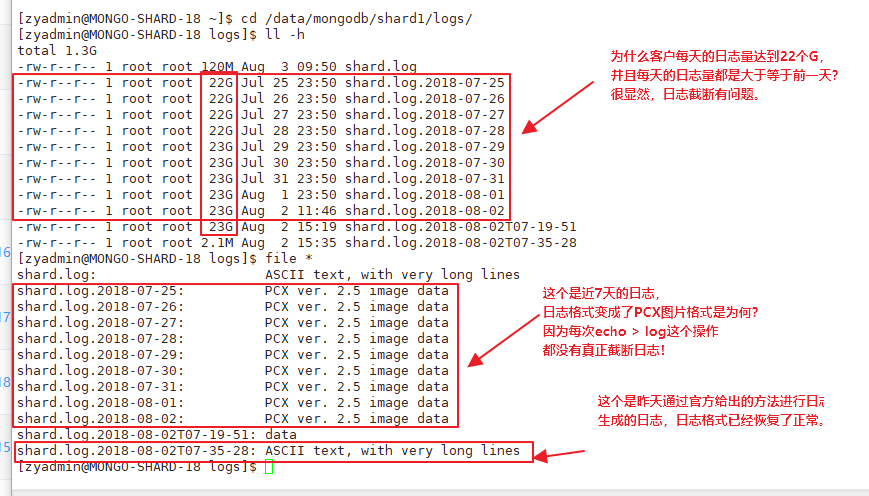 [zyadmin@MONGO-SHARD-18 ~]$ cd /data/mongodb/shard1/logs/
[zyadmin@MONGO-SHARD-18 logs]$ ll -h
total 1.3G
-rw-r--r-- 1 root root 120M Aug  3 09:50 shard.log
-rw-r--r-- 1 root root  22G Jul 25 23:50 shard.log.2018-07-25
-rw-r--r-- 1 root root  22G Jul 26 23:50 shard.log.2018-07-26
-rw-r--r-- 1 root root  22G Jul 27 23:50 shard.log.2018-07-27
-rw-r--r-- 1 root root  22G Jul 28 23:50 shard.log.2018-07-28
-rw-r--r-- 1 root root  23G Jul 29 23:50 shard.log.2018-07-29
-rw-r--r-- 1 root root  23G Jul 30 23:50 shard.log.2018-07-30
-rw-r--r-- 1 root root  23G Jul 31 23:50 shard.log.2018-07-31
-rw-r--r-- 1 root root  23G Aug  1 23:50 shard.log.2018-08-01
-rw-r--r-- 1 root root  23G Aug  2 11:46 shard.log.2018-08-02
-rw-r--r-- 1 root root  23G Aug  2 15:19 shard.log.2018-08-02T07-19-51
-rw-r--r-- 1 root root 2.1M Aug  2 15:35 shard.log.2018-08-02T07-35-28
为什么客户每天的日志量达到22个G，
并且每天的日志量都是大于等于前一天？
很显然，日志截断有问题。
[zyadmin@MONGO-SHARD-18 logs]$ file *
shard.log:                     ASCII text, with very long lines
shard.log.2018-07-25:          PCX ver. 2.5 image data
shard.log.2018-07-26:          PCX ver. 2.5 image data
shard.log.2018-07-27:          PCX ver. 2.5 image data
shard.log.2018-07-28:          PCX ver. 2.5 image data
shard.log.2018-07-29:          PCX ver. 2.5 image data
shard.log.2018-07-30:          PCX ver. 2.5 image data
shard.log.2018-07-31:          PCX ver. 2.5 image data
shard.log.2018-08-01:          PCX ver. 2.5 image data
shard.log.2018-08-02:          PCX ver. 2.5 image data
shard.log.2018-08-02T07-19-51: data
shard.log.2018-08-02T07-35-28: ASCII text, with very long lines
[zyadmin@MONGO-SHARD-18 logs]$
这个是近7天的日志，
日志格式变成了PCX图片格式是为何？
因为每次echo > log这个操作
都没有真正截断日志！
这个是昨天通过官方给出的方法进行日志
生成的日志，日志格式已经恢复了正常。